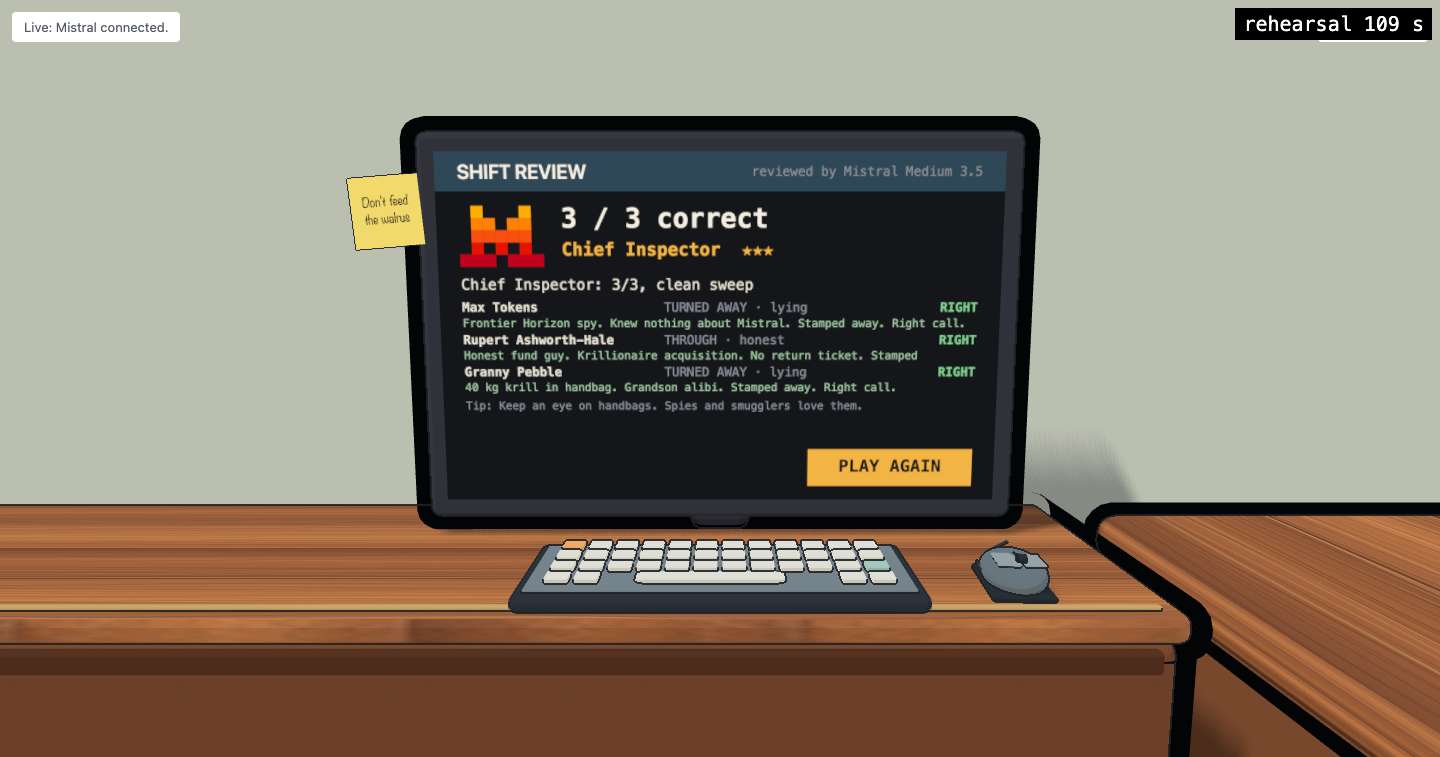 Live: Mistral connected.
rehearsal 109 s
SHIFT REVIEW
reviewed by Mistral Medium 3.5
Don't feed
the walrus
3 / 3 correct
Chief Inspector ★★★
Chief Inspector: 3/3, clean sweep
Max Tokens TURNED AWAY · lying RIGHT
Frontier Horizon spy. Knew nothing about Mistral. Stamped away. Right call.
Rupert Ashworth-Hale THROUGH · honest RIGHT
Honest fund guy. Krillionaire acquisition. No return ticket. Stamped
Granny Pebble TURNED AWAY · lying RIGHT
40 kg krill in handbag. Grandson alibi. Stamped away. Right call.
Tip: Keep an eye on handbags. Spies and smugglers love them.
PLAY AGAIN